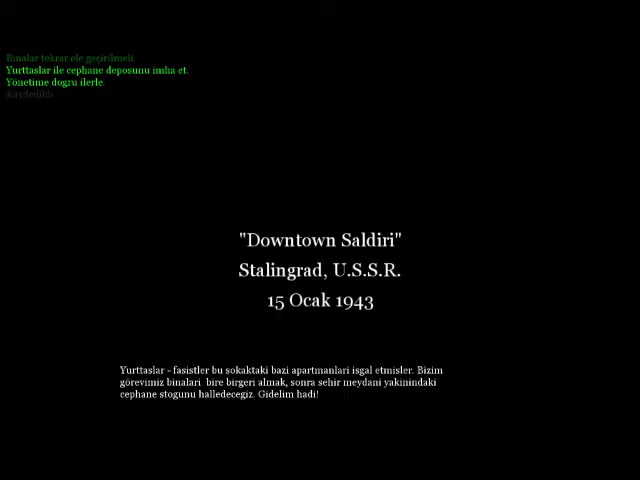 Binalar tekrar ele geçirilmeli.
Yurttaslar ile cephane deposunu imha et.
Yönetime dogru ilerle.
Kaydedildi
"Downtown Saldiri"
Stalingrad, U.S.S.R.
15 Ocak 1943
Yurttaslar - fasistler bu sokaktaki bazi apartmanlari isgal etmisler. Bizim
görevimiz binalari  bire birgeri almak, sonra sehir meydani yakinindaki
cephane stogunu halledecegiz. Gidelim hadi!